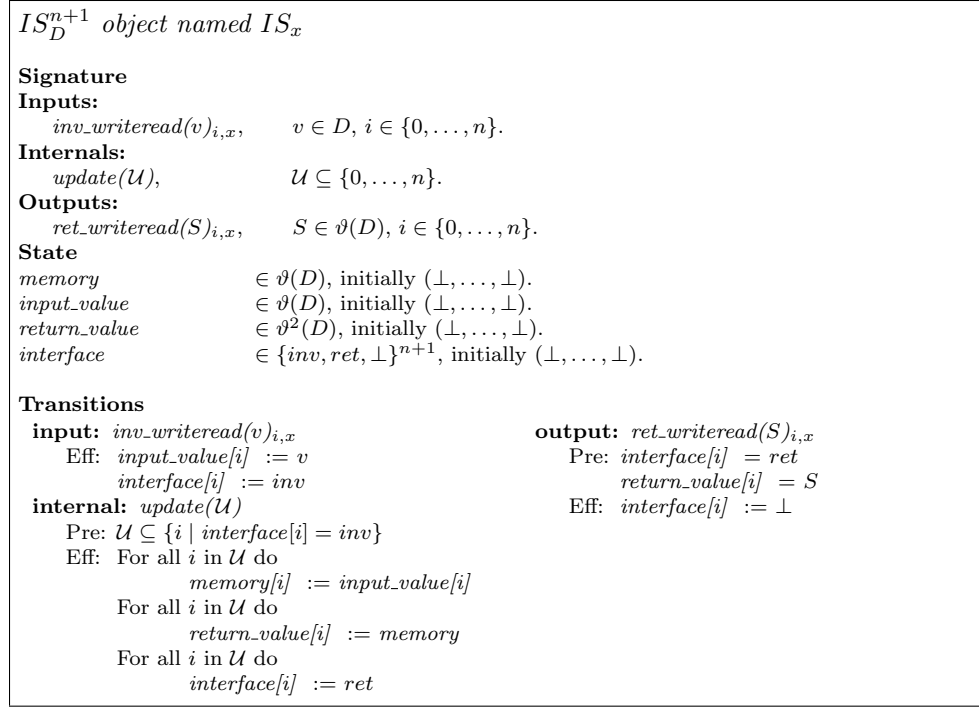 IS_D^{n+1} object named IS_x
Signature
Inputs:
inv_writeread(v)_{i,x}, v ∈ D, i ∈ {0, . . . , n}.
Internals:
update(𝒰), 𝒰 ⊆ {0, . . . , n}.
Outputs:
ret_writeread(S)_{i,x}, S ∈ ϑ(D), i ∈ {0, . . . , n}.
State
memory ∈ ϑ(D), initially (⊥, . . . , ⊥).
input_value ∈ ϑ(D), initially (⊥, . . . , ⊥).
return_value ∈ ϑ²(D), initially (⊥, . . . , ⊥).
interface ∈ {inv, ret, ⊥}^{n+1}, initially (⊥, . . . , ⊥).
Transitions
input: inv_writeread(v)_{i,x}
Eff: input_value[i] := v
interface[i] := inv
internal: update(𝒰)
Pre: 𝒰 ⊆ {i | interface[i] = inv}
Eff: For all i in 𝒰 do
memory[i] := input_value[i]
For all i in 𝒰 do
return_value[i] := memory
For all i in 𝒰 do
interface[i] := ret
output: ret_writeread(S)_{i,x}
Pre: interface[i] = ret
return_value[i] = S
Eff: interface[i] := ⊥